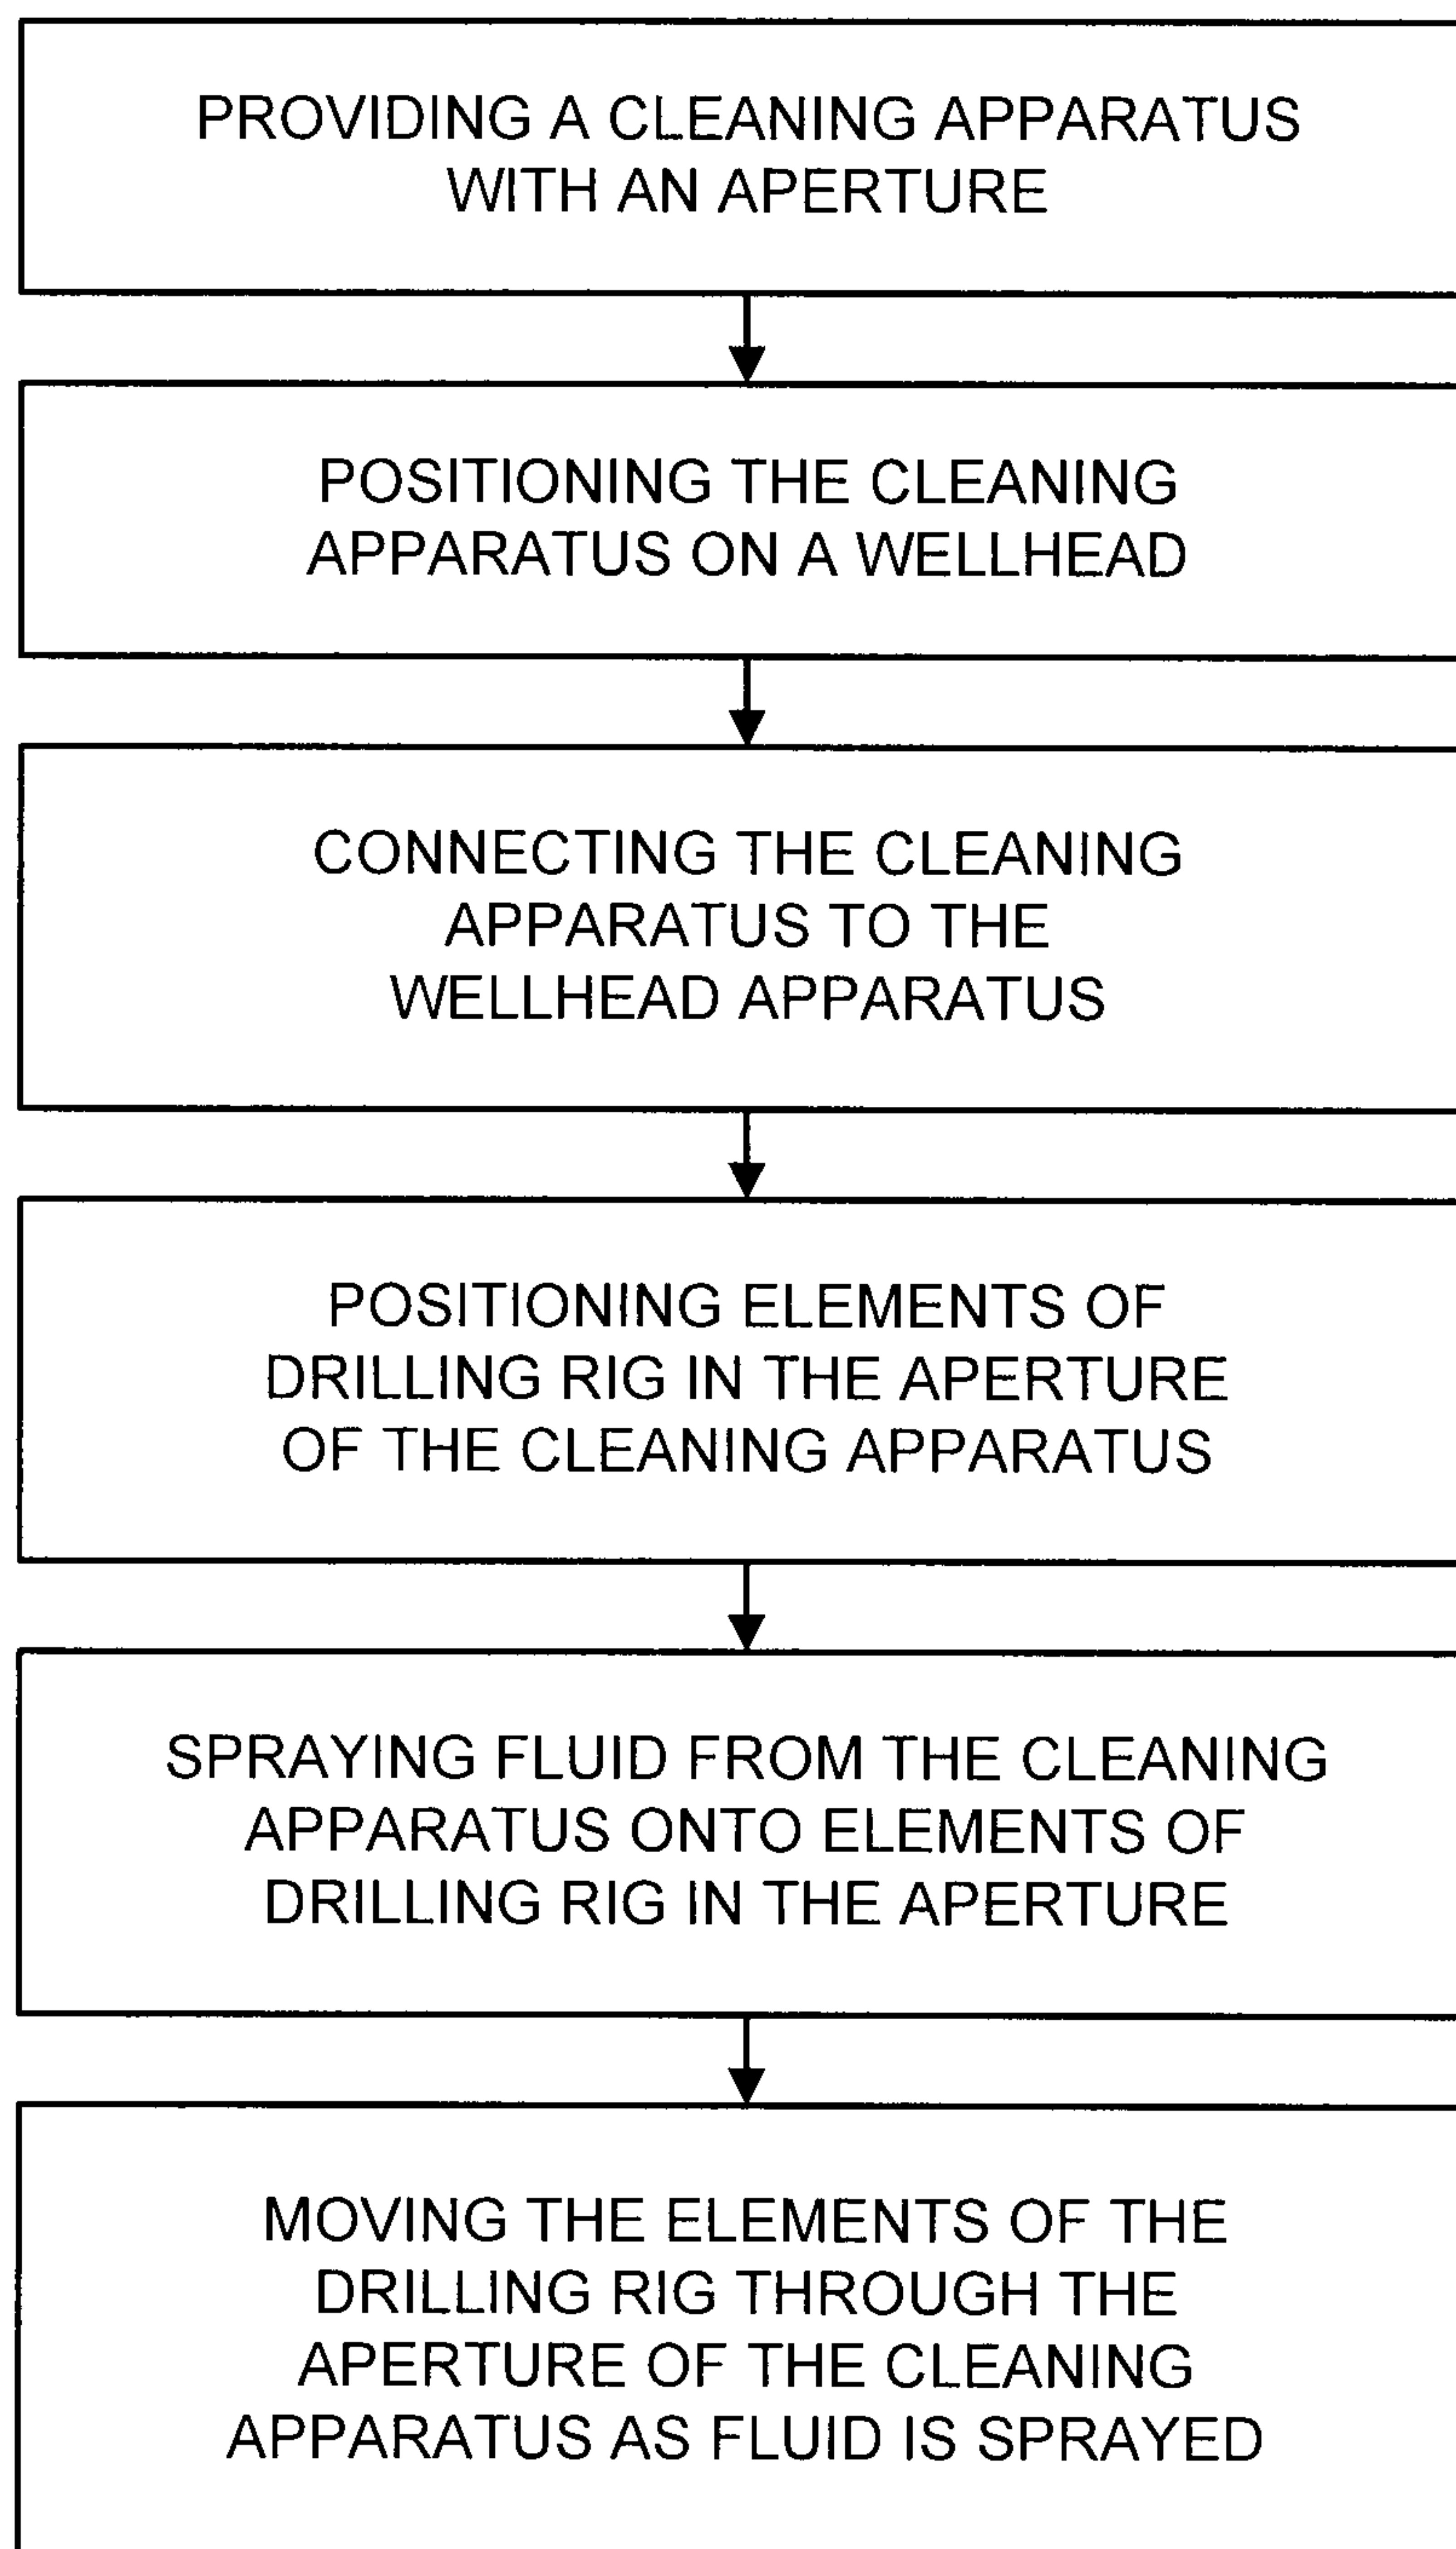 PROVIDING A CLEANING APPARATUS
WITH AN APERTURE
POSITIONING THE CLEANING
APPARATUS ON A WELLHEAD
CONNECTING THE CLEANING
APPARATUS TO THE
WELLHEAD APPARATUS
POSITIONING ELEMENTS OF
DRILLING RIG IN THE APERTURE
OF THE CLEANING APPARATUS
SPRAYING FLUID FROM THE CLEANING
APPARATUS ONTO ELEMENTS OF
DRILLING RIG IN THE APERTURE
MOVING THE ELEMENTS OF THE
DRILLING RIG THROUGH THE
APERTURE OF THE CLEANING
APPARATUS AS FLUID IS SPRAYED